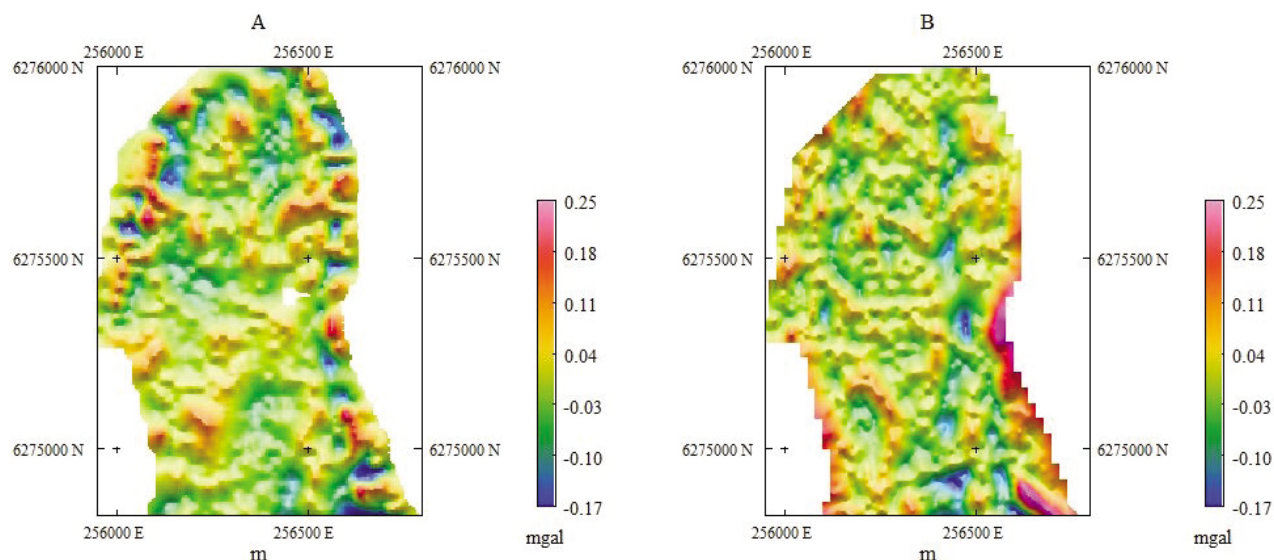 A
256000 E 256500 E
6276000 N 6276000 N
6275500 N 6275500 N
6275000 N 6275000 N
256000 E 256500 E
m
0.25
0.18
0.11
0.04
-0.03
-0.10
-0.17
mgal
B
256000 E 256500 E
6276000 N
6275500 N 6275500 N
6275000 N 6275000 N
256000 E 256500 E
m
0.25
0.18
0.11
0.04
-0.03
-0.10
-0.17
mgal